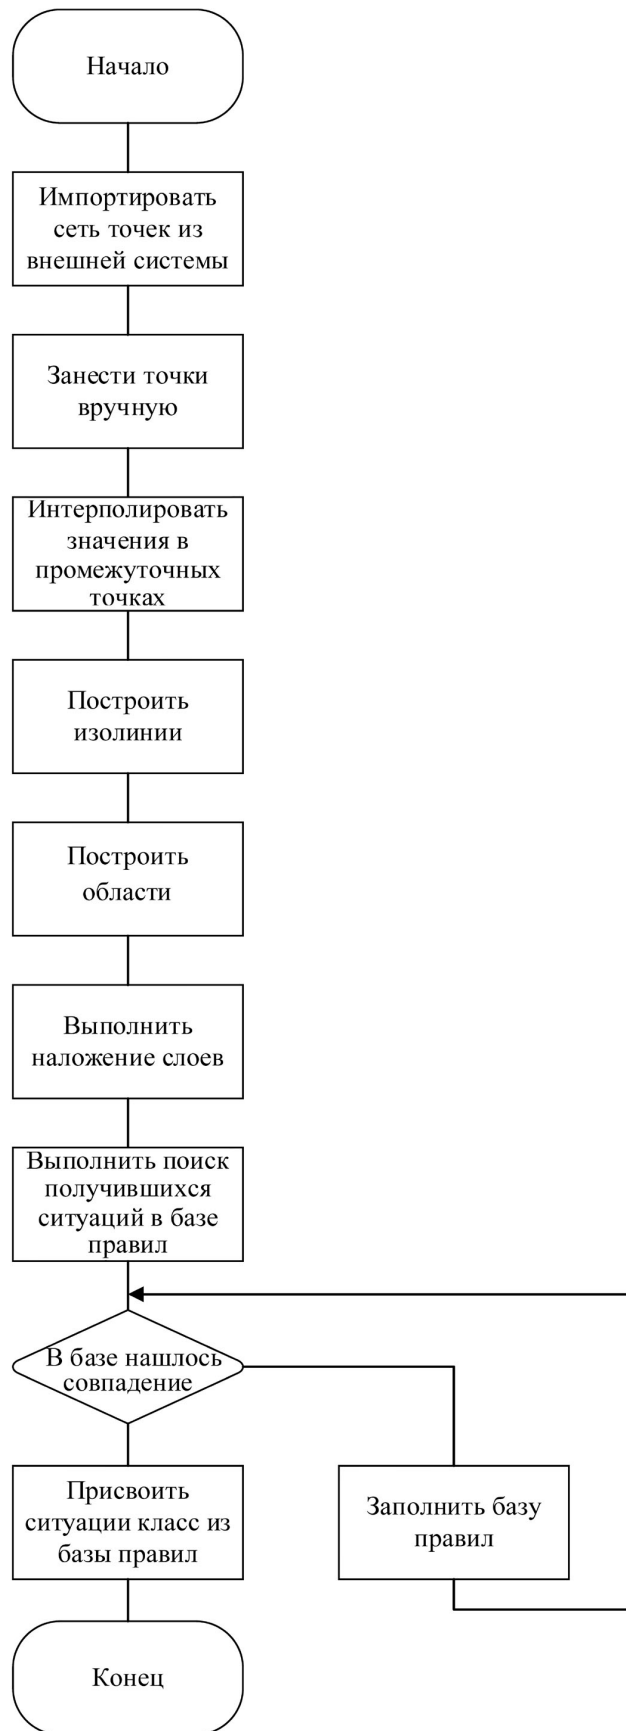 Начало
Импортировать
сеть точек из
внешней системы
Занести точки
вручную
Интерполировать
значения в
промежуточных
точках
Построить
изолинии
Построить
области
Выполнить
наложение слоев
Выполнить поиск
получившихся
ситуаций в базе
правил
В базе нашлось
совпадение
Присвоить
ситуации класс из
базы правил
Заполнить базу
правил
Конец